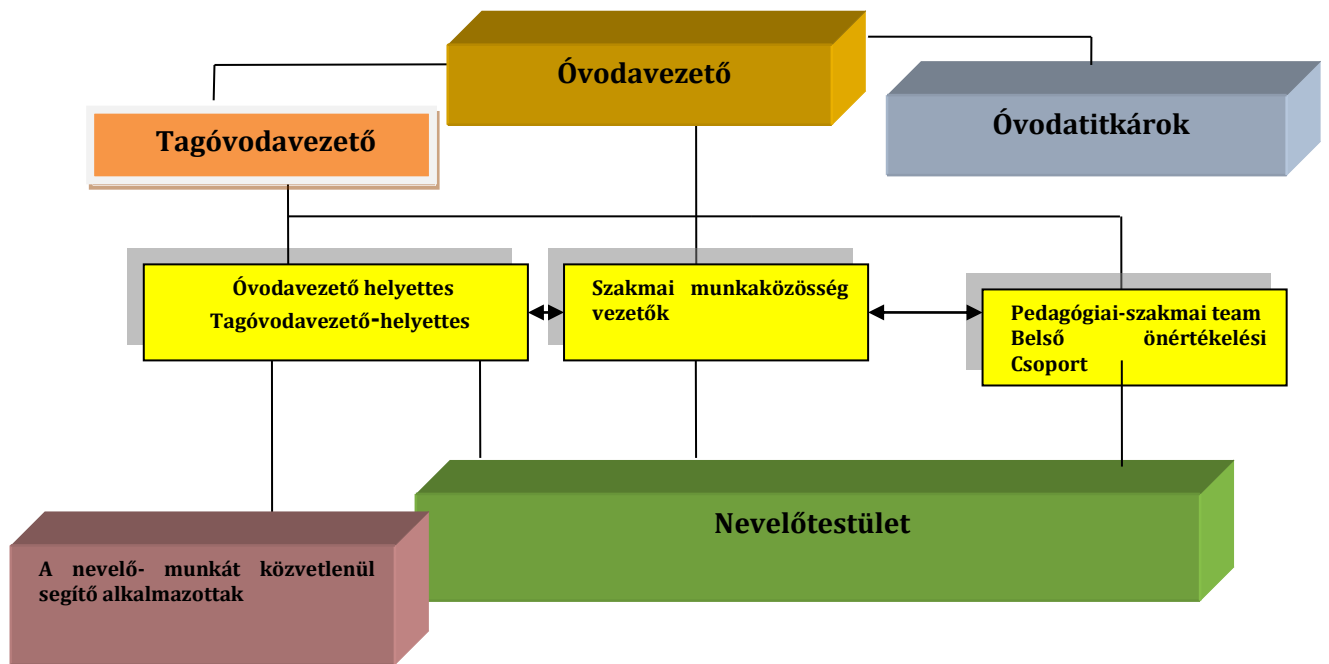 Óvodavezető
Tagóvodavezető
Óvodatitkárok
Óvodavezető helyettes
Tagóvodavezető-helyettes
Szakmai munkaközösség
vezetők
Pedagógiai-szakmai team
Belső önértékelési
Csoport
Nevelőtestület
A nevelő- munkát közvetlenül
segítő alkalmazottak